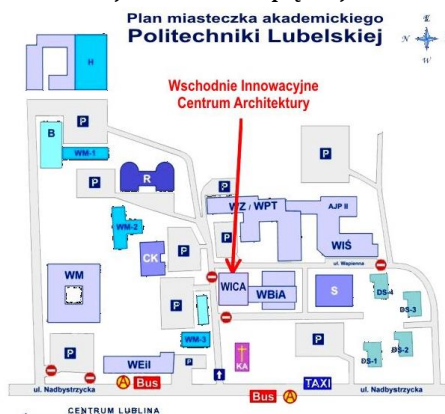 Plan miasteczka akademickiego
Politechniki Lubelskiej
E
N
S
W
Wschodnie Innowacyjne
Centrum Architektury
H
P
B
WM-1
P
P
R
P
WZ / WPT
AJP II
WM-2
P
P
CK
WIŚ
ul. Wapienna
WM
WICA
WBiA
S
DS-4
DS-3
P
WM-3
KA
P
DS-2
DS-1
WEiI
P
A Bus
TAXI
ul. Nadbystrzycka
Bus A
ul. Nadbystrzycka
CENTRUM LUBLINA